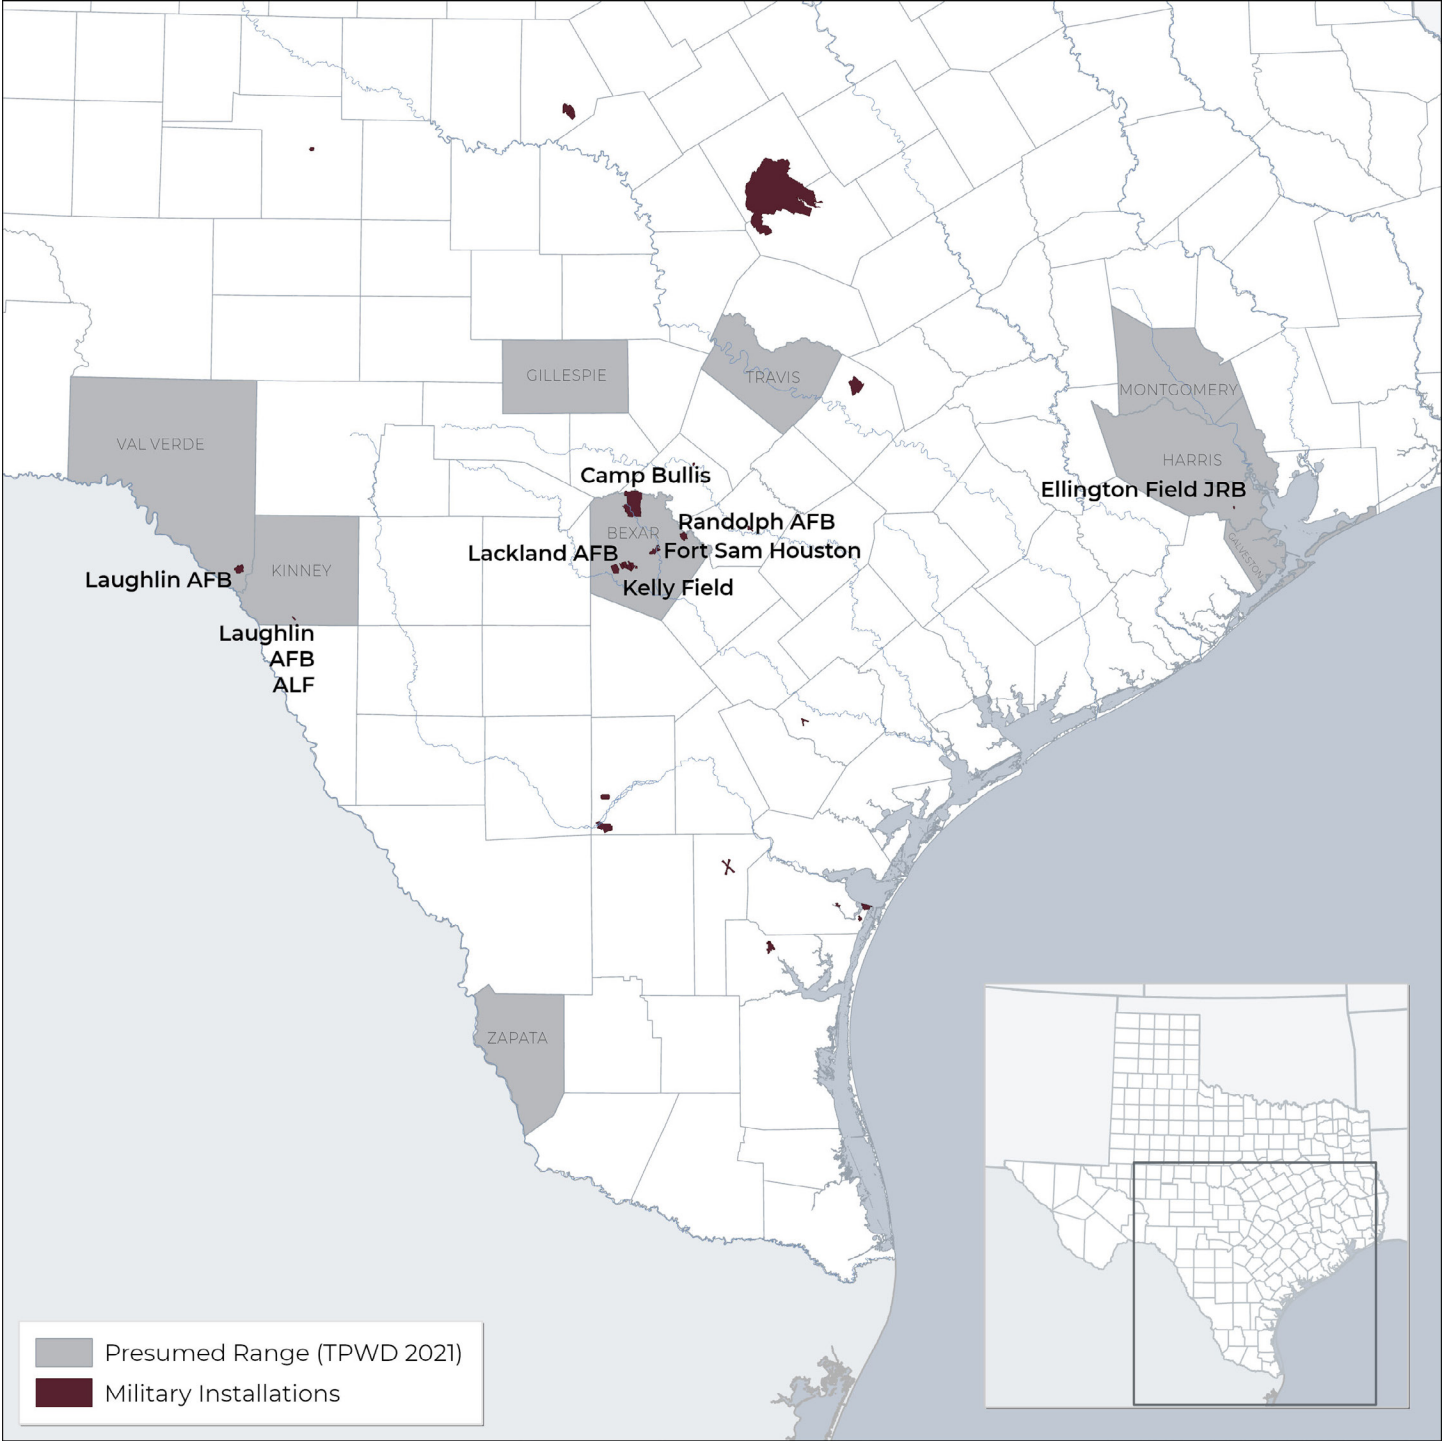 GILLESPIE
TRAVIS
MONTGOMERY
VAL VERDE
HARRIS
Camp Bullis
Ellington Field JRB
Randolph AFB
BEXAR
Lackland AFB
Fort Sam Houston
GALVESTON
KINNEY
Laughlin AFB
Kelly Field
Laughlin
AFB
ALF
ZAPATA
Presumed Range (TPWD 2021)
Military Installations